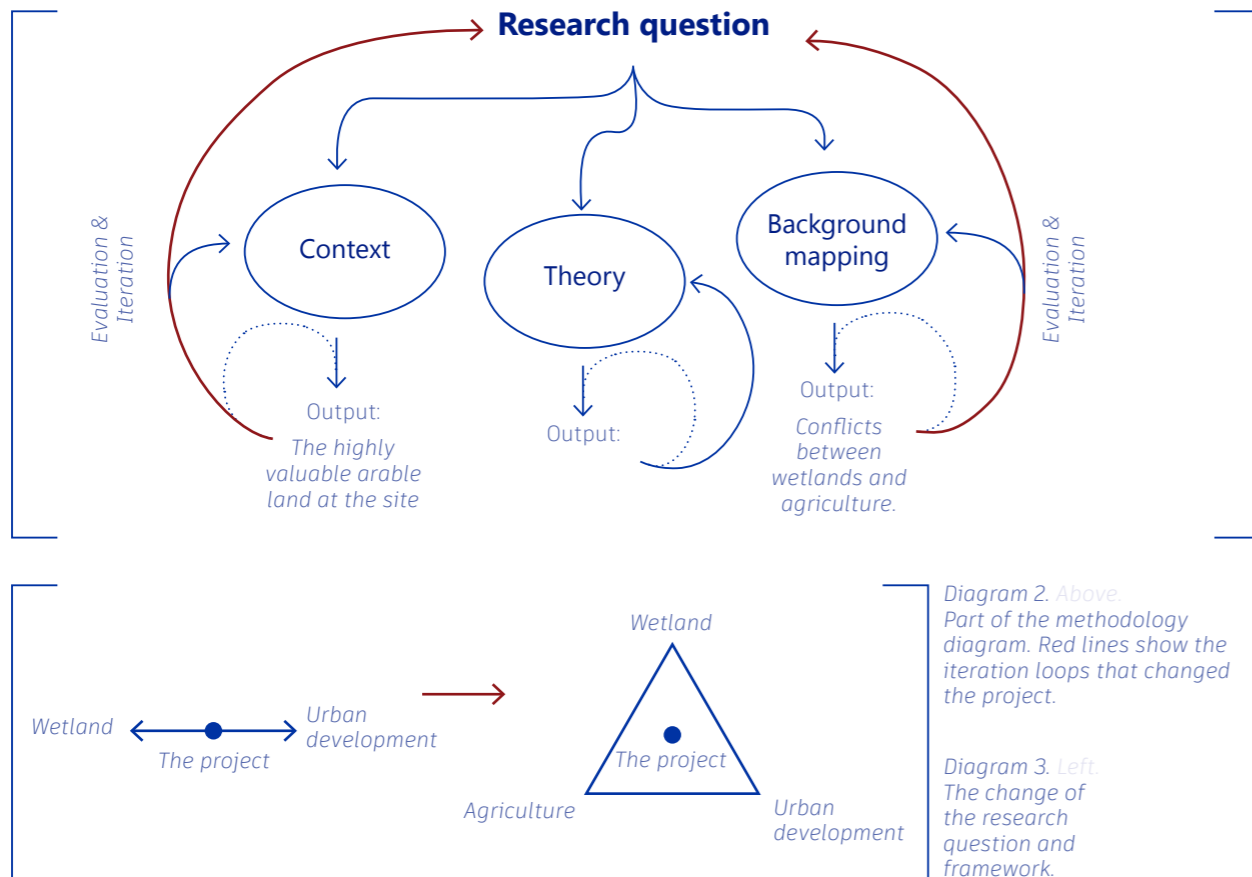 Research question
Evaluation &
Iteration
Context
Theory
Background
mapping
Evaluation &
Iteration
Output:
The highly
valuable arable
land at the site
Output:
Output:
Conflicts
between
wetlands and
agriculture.
Wetland
The project
Urban
development
Wetland
The project
Agriculture
Urban
development
Diagram 2. Above.
Part of the methodology
diagram. Red lines show the
iteration loops that changed
the project.
Diagram 3. Left.
The change of
the research
question and
framework.